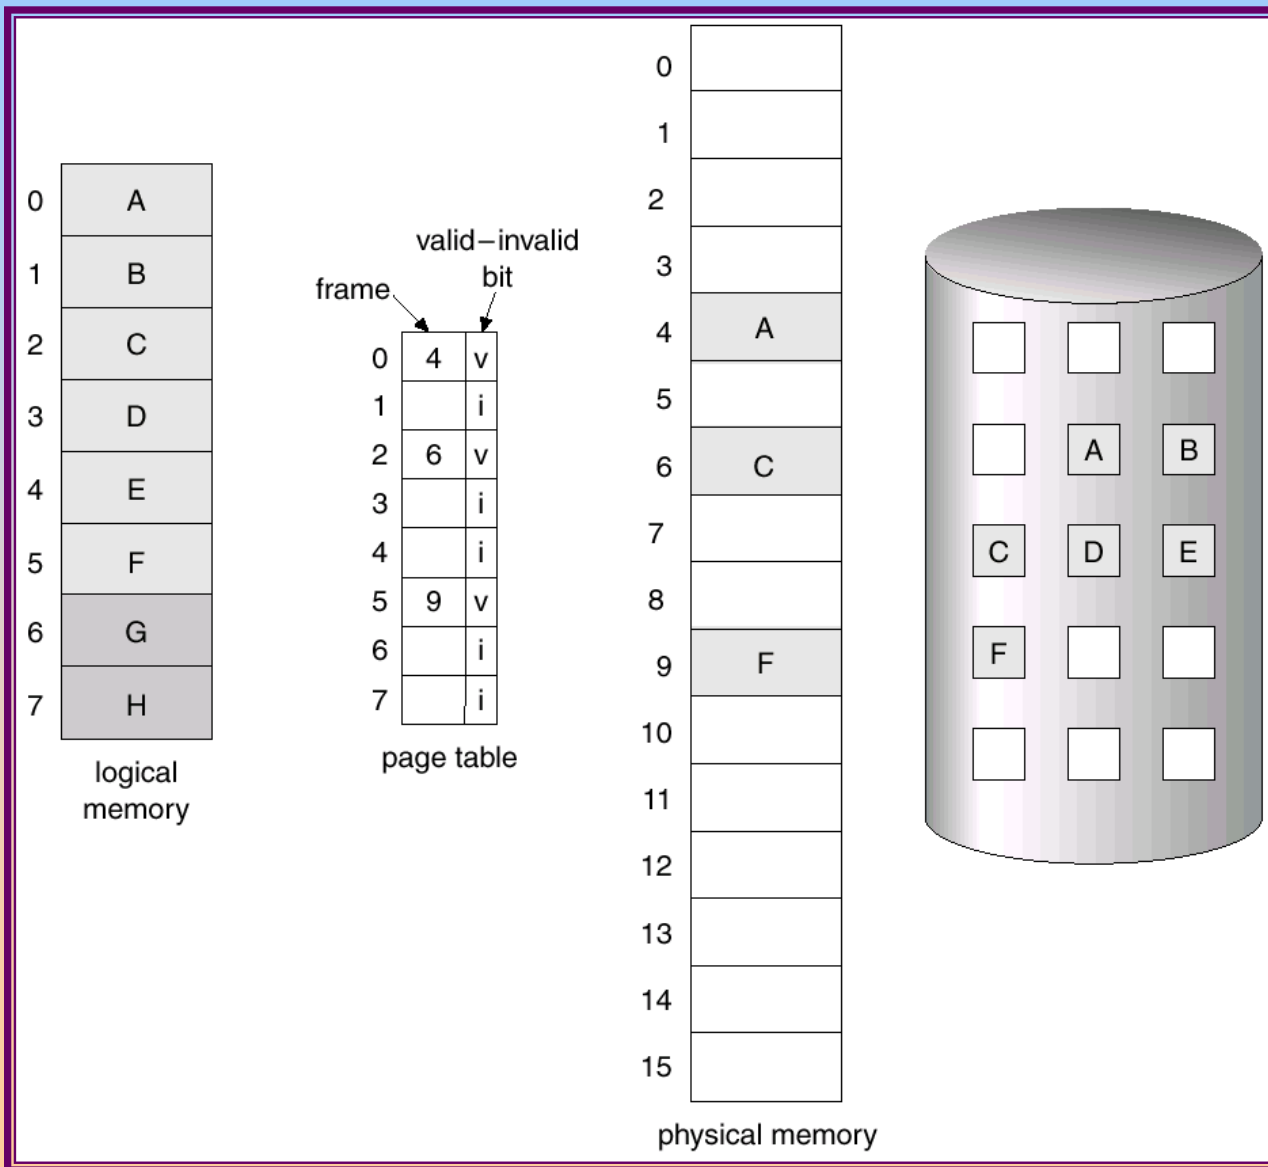 0 A
1 B
2 C
3 D
4 E
5 F
6 G
7 H
logical
memory
valid–invalid
bit
frame
0 4 v
1 i
2 6 v
3 i
4 i
5 9 v
6 i
7 i
page table
0
1
2
3
4 A
5
6 C
7
8
9 F
10
11
12
13
14
15
physical memory
A B
C D E
F